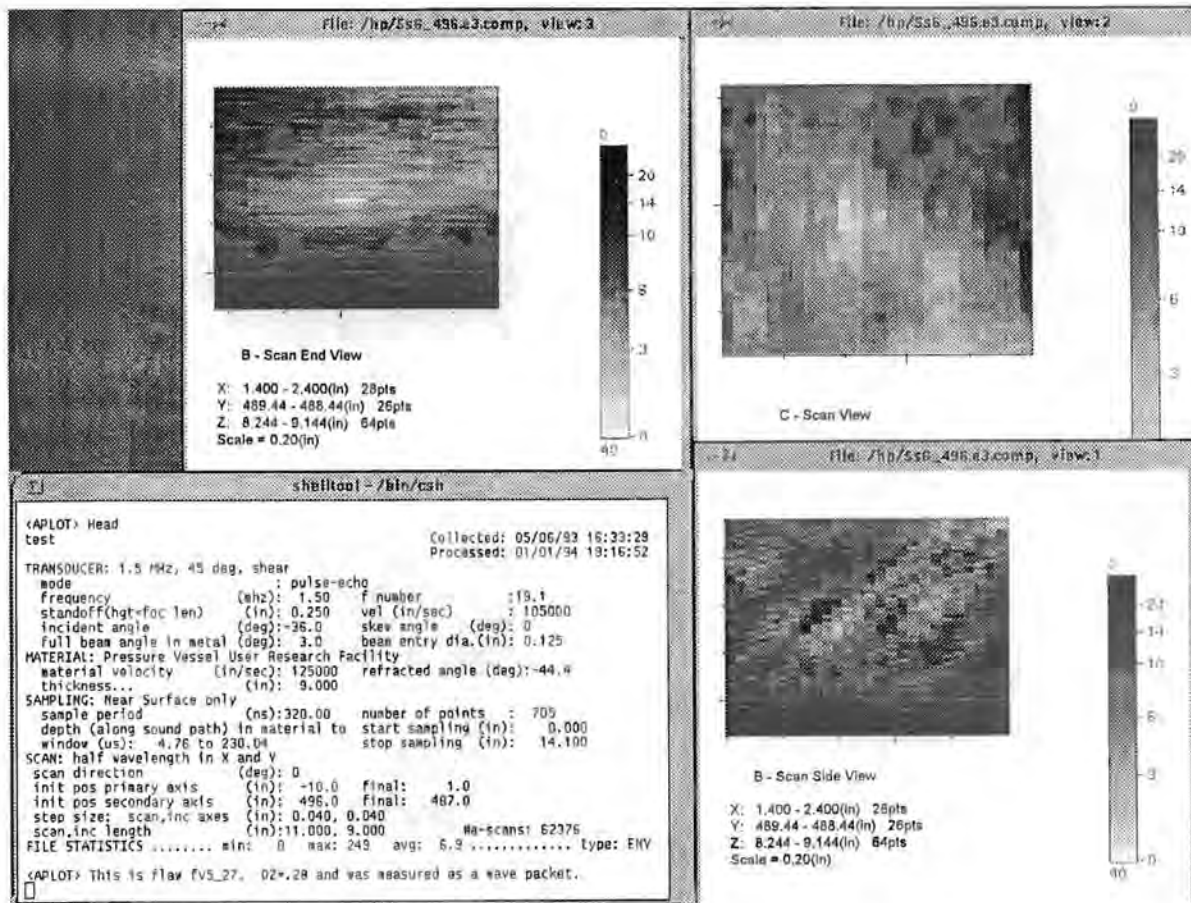 File: /hp/Ss6_496.e3.comp, view:3
0
20
14
10
6
3
0
40
B - Scan End View
X: 1.400 - 2.400(in) 28pts
Y: 489.44 - 488.44(in) 26pts
Z: 8.244 - 9.144(in) 64pts
Scale = 0.20(in)
File: /hp/Ss6_496.e3.comp, view:2
0
20
14
10
6
3
C - Scan View
shelltool - /bin/csh
<APLOT> Head
test
Collected: 05/06/93 16:33:29
Processed: 01/01/94 19:16:52
TRANSDUCER: 1.5 MHz, 45 deg, shear
mode : pulse-echo
frequency (mhz): 1.50 f number :19.1
standoff(hgt-foc len) (in): 0.250 vel (in/sec) : 105000
incident angle (deg):-36.0 skew angle (deg): 0
full beam angle in metal (deg): 3.0 beam entry dia.(in): 0.125
MATERIAL: Pressure Vessel User Research Facility
material velocity (in/sec): 125000 refracted angle (deg):-44.4
thickness... (in): 9.000
SAMPLING: Near Surface only
sample period (ns):320.00 number of points : 705
depth (along sound path) in material to start sampling (in): 0.000
window (us): 4.76 to 230.04 stop sampling (in): 14.100
SCAN: half wavelength in X and Y
scan direction (deg): 0
init pos primary axis (in): -10.0 final: 1.0
init pos secondary axis (in): 496.0 final: 487.0
step size: scan,inc axes (in): 0.040, 0.040
scan,inc length (in):11.000, 9.000 #a-scans: 62376
FILE STATISTICS ........ min: 0 max: 249 avg: 6.9 ............. type: ENV
<APLOT> This is flaw fv5_27. D2=.28 and was measured as a wave packet.
File: /hp/Ss6_496.e3.comp, view:1
20
14
10
6
3
0
40
B - Scan Side View
X: 1.400 - 2.400(in) 28pts
Y: 489.44 - 488.44(in) 26pts
Z: 8.244 - 9.144(in) 64pts
Scale = 0.20(in)